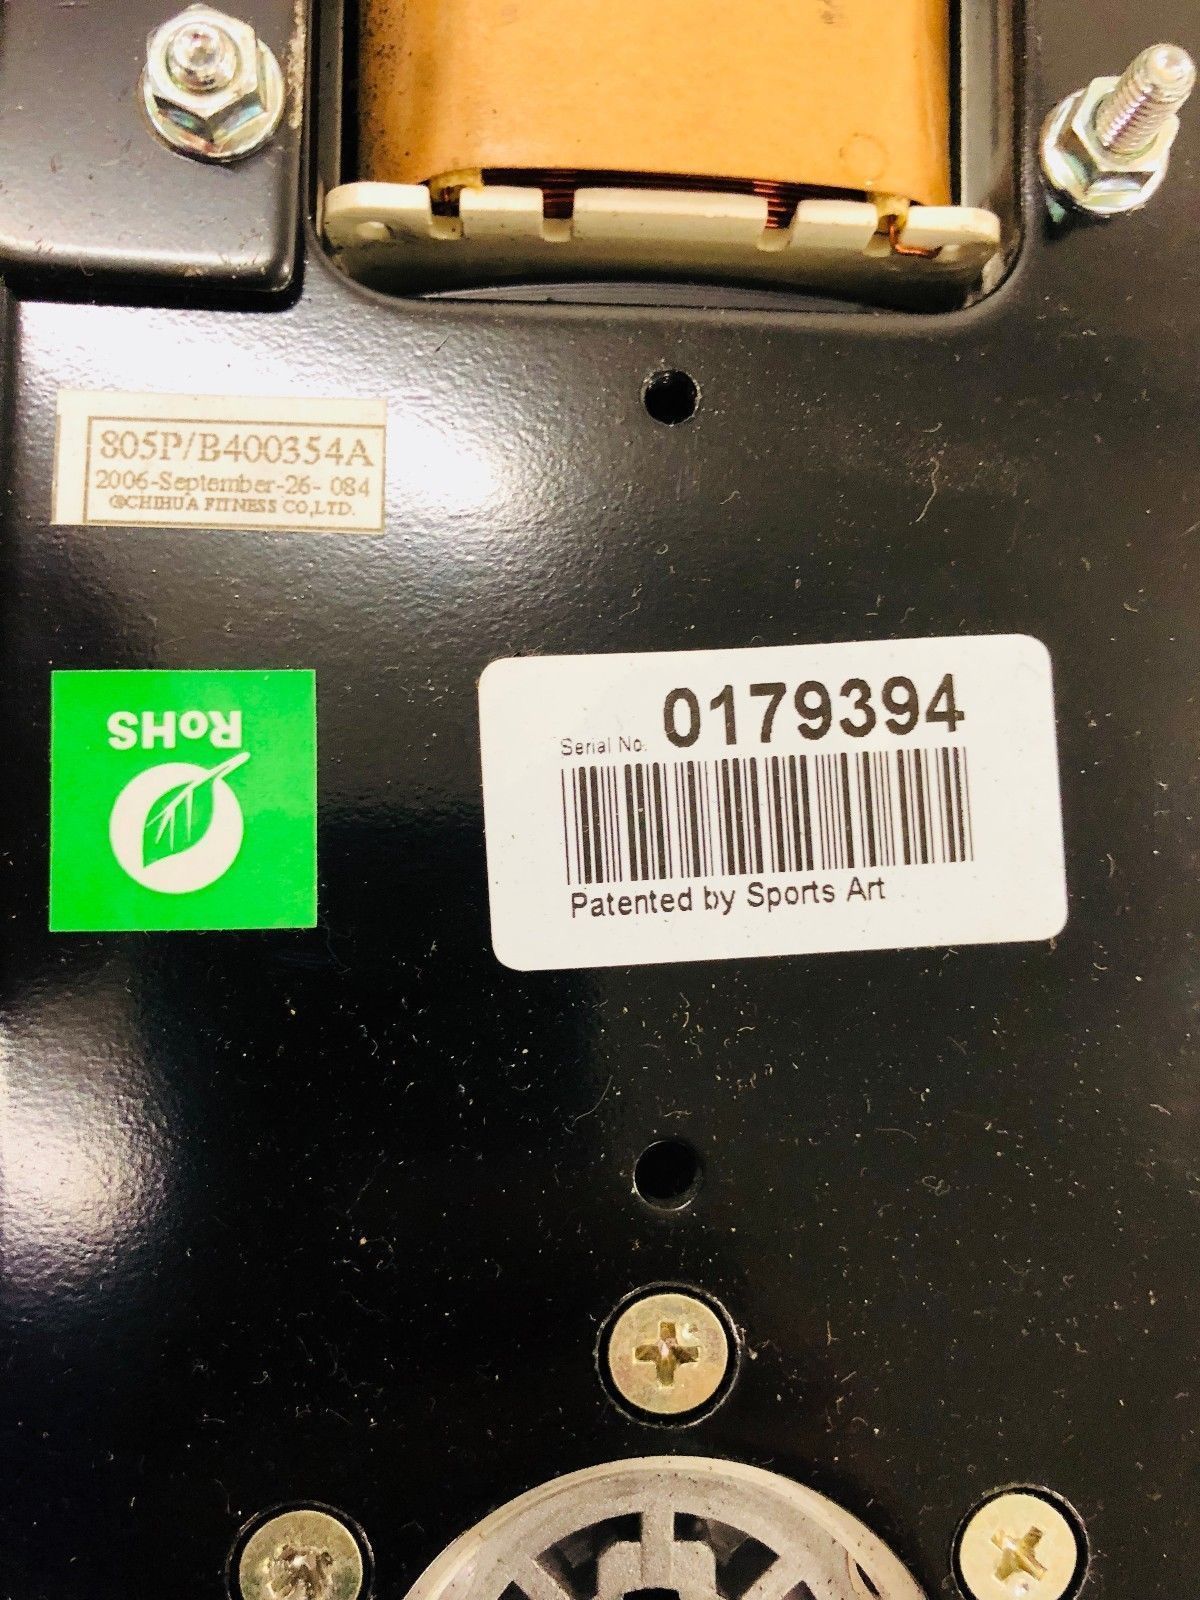 805P/B400354A
2006-September-26- 084
©CHIHUA FITNESS CO,LTD.
RoHS
Serial No. 0179394
Patented by Sports Art